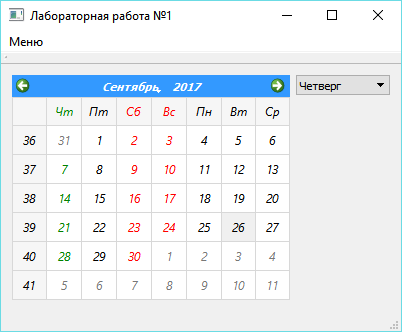 Лабораторная работа №1
Меню
Сентябрь, 2017
Четверг
Чт Пт Сб Вс Пн Вт Ср
36 31 1 2 3 4 5 6
37 7 8 9 10 11 12 13
38 14 15 16 17 18 19 20
39 21 22 23 24 25 26 27
40 28 29 30 1 2 3 4
41 5 6 7 8 9 10 11